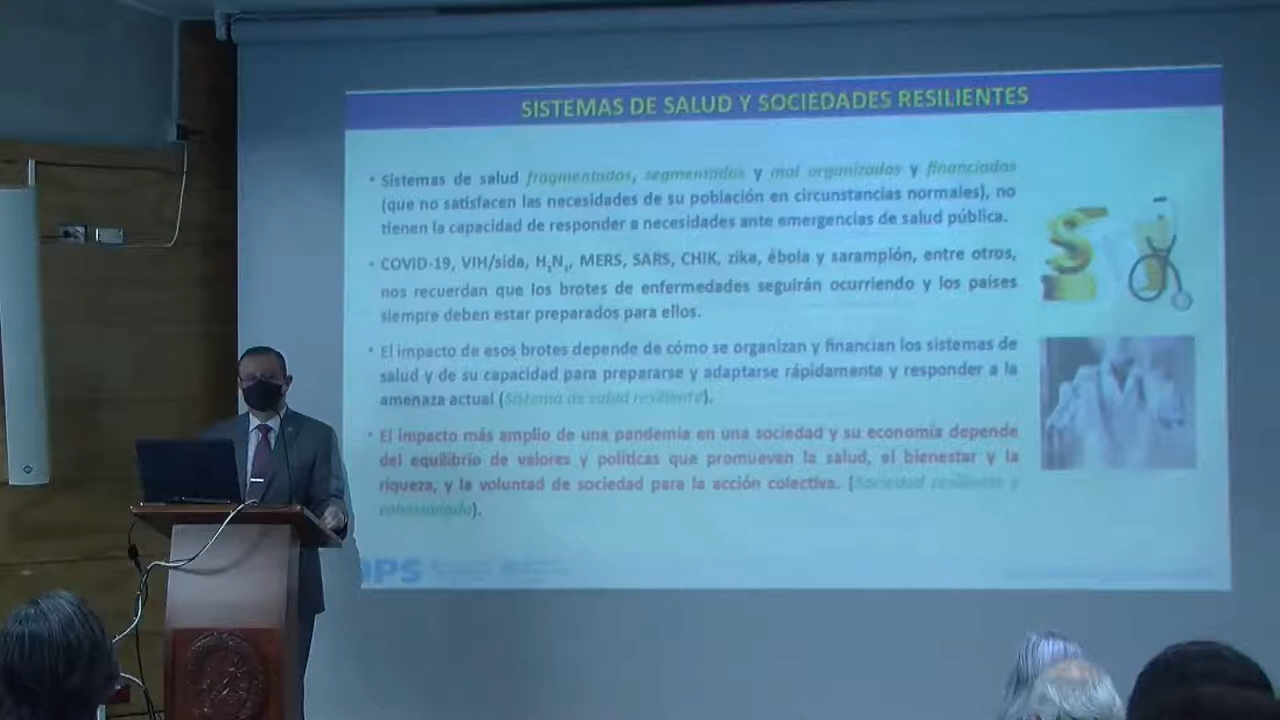 SISTEMAS DE SALUD Y SOCIEDADES RESILIENTES
• Sistemas de salud fragmentados, segmentados y mal organizados y financiados
(que no satisfacen las necesidades de su población en circunstancias normales), no
tienen la capacidad de responder a necesidades ante emergencias de salud pública.
• COVID-19, VIH/sida, H1N1, MERS, SARS, CHIK, zika, ébola y sarampión, entre otros,
nos recuerdan que los brotes de enfermedades seguirán ocurriendo y los países
siempre deben estar preparados para ellos.
• El impacto de esos brotes depende de cómo se organizan y financian los sistemas de
salud y de su capacidad para prepararse y adaptarse rápidamente y responder a la
amenaza actual (Sistema de salud resiliente).
• El impacto más amplio de una pandemia en una sociedad y su economía depende
del equilibrio de valores y políticas que promuevan la salud, el bienestar y la
riqueza, y la voluntad de sociedad para la acción colectiva. (Sociedad resiliente y
cohesionada).
OPS